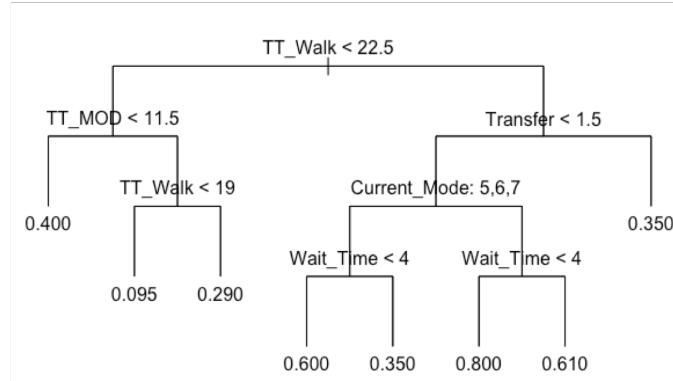 TT_Walk < 22.5
TT_MOD < 11.5 Transfer < 1.5
TT_Walk < 19 Current_Mode: 5,6,7
0.400 0.350
Wait_Time < 4 Wait_Time < 4
0.095 0.290
0.600 0.350 0.800 0.610